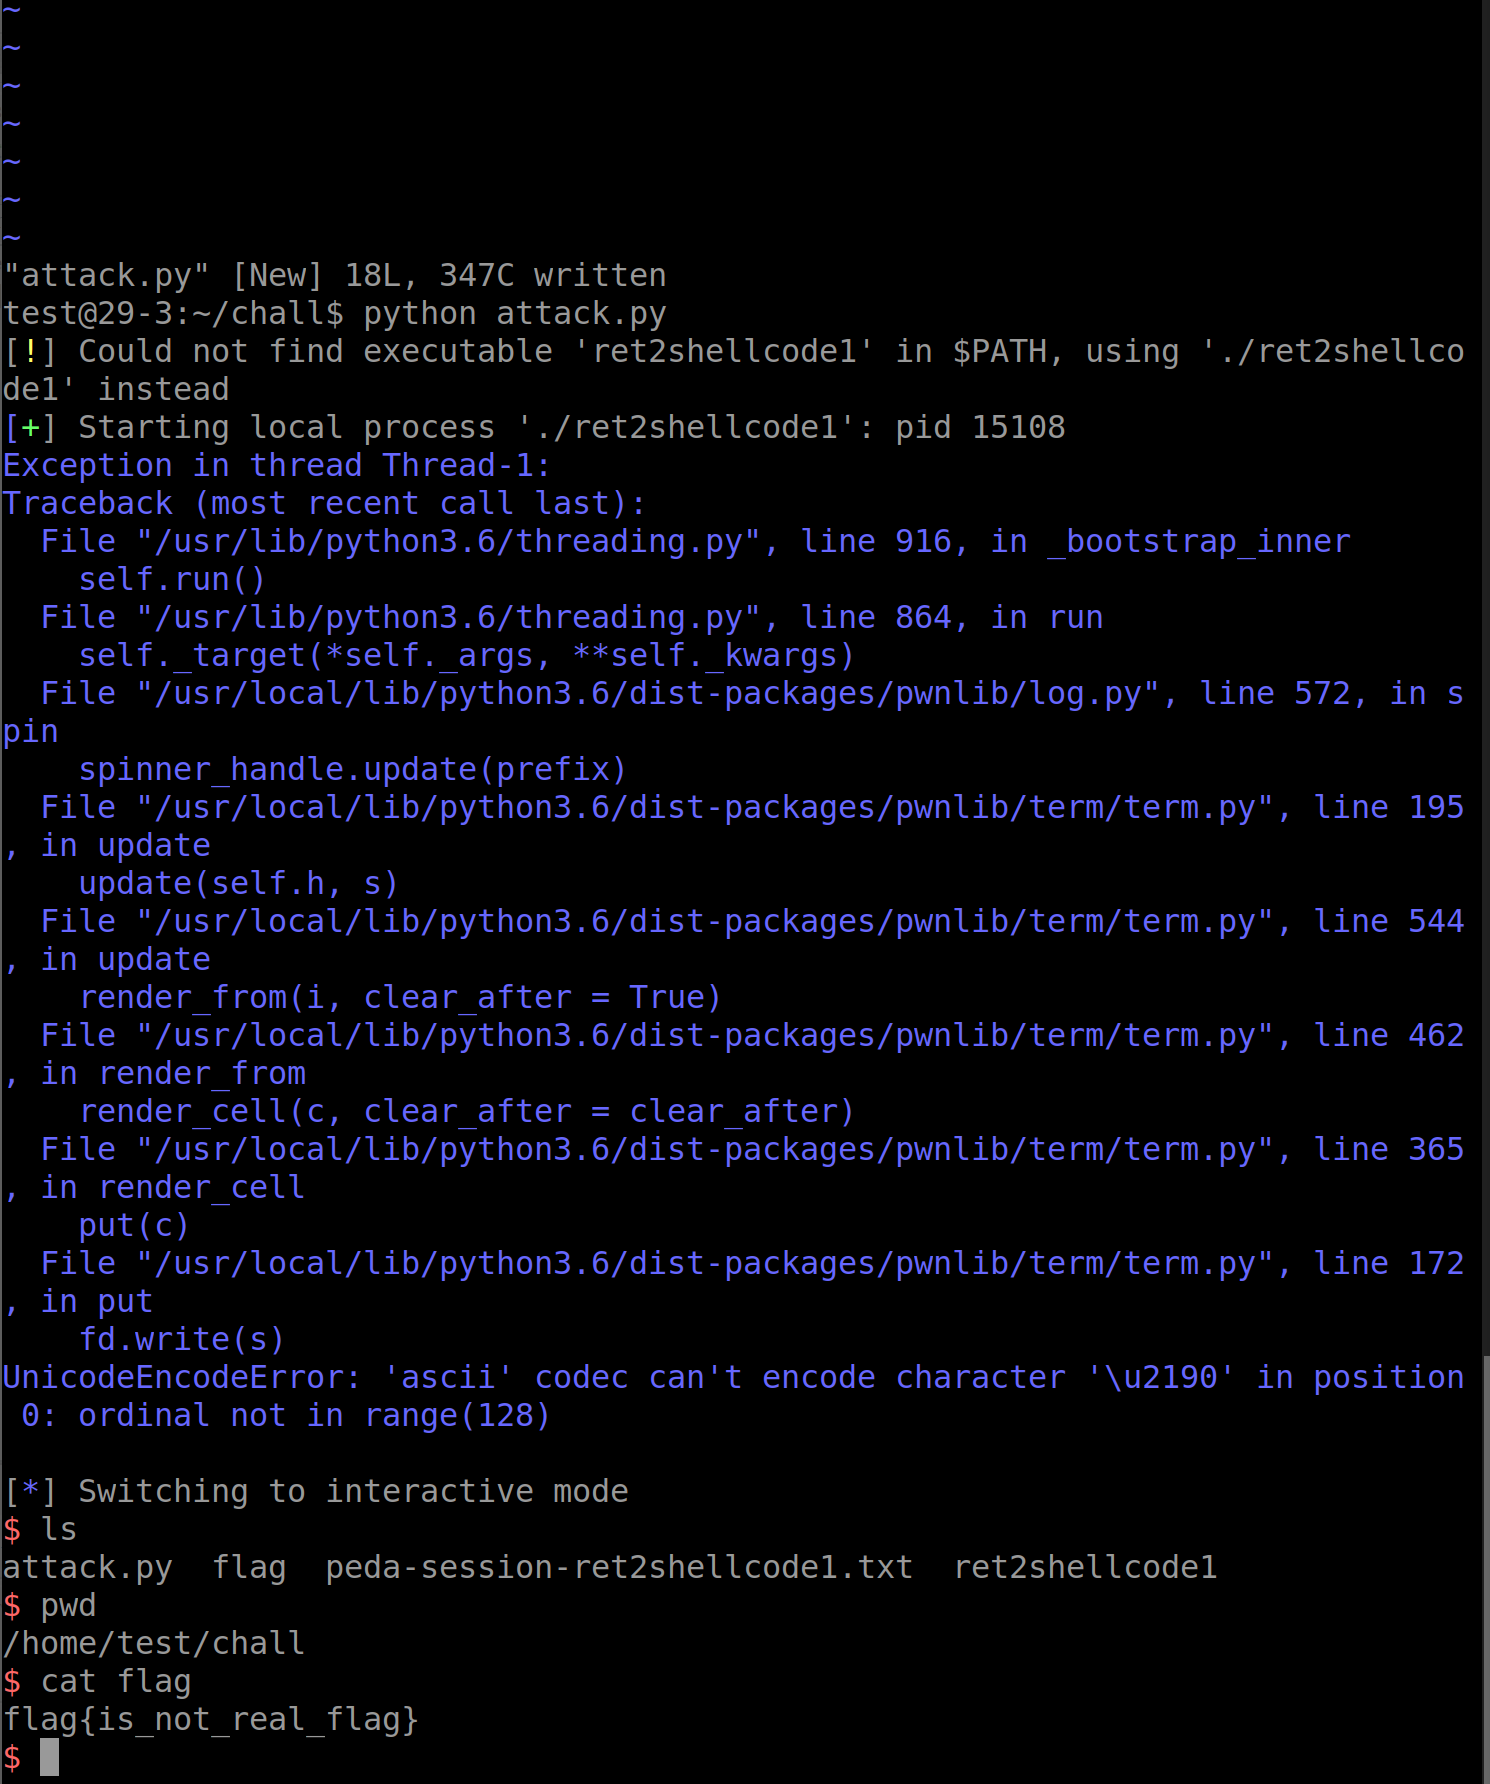 ~
~
~
~
~
~
~
"attack.py" [New] 18L, 347C written
test@29-3:~/chall$ python attack.py
[!] Could not find executable 'ret2shellcode1' in $PATH, using './ret2shellco
de1' instead
[+] Starting local process './ret2shellcode1': pid 15108
Exception in thread Thread-1:
Traceback (most recent call last):
  File "/usr/lib/python3.6/threading.py", line 916, in _bootstrap_inner
    self.run()
  File "/usr/lib/python3.6/threading.py", line 864, in run
    self._target(*self._args, **self._kwargs)
  File "/usr/local/lib/python3.6/dist-packages/pwnlib/log.py", line 572, in s
pin
    spinner_handle.update(prefix)
  File "/usr/local/lib/python3.6/dist-packages/pwnlib/term/term.py", line 195
, in update
    update(self.h, s)
  File "/usr/local/lib/python3.6/dist-packages/pwnlib/term/term.py", line 544
, in update
    render_from(i, clear_after = True)
  File "/usr/local/lib/python3.6/dist-packages/pwnlib/term/term.py", line 462
, in render_from
    render_cell(c, clear_after = clear_after)
  File "/usr/local/lib/python3.6/dist-packages/pwnlib/term/term.py", line 365
, in render_cell
    put(c)
  File "/usr/local/lib/python3.6/dist-packages/pwnlib/term/term.py", line 172
, in put
    fd.write(s)
UnicodeEncodeError: 'ascii' codec can't encode character '\u2190' in position
 0: ordinal not in range(128)

[*] Switching to interactive mode
$ ls
attack.py  flag  peda-session-ret2shellcode1.txt  ret2shellcode1
$ pwd
/home/test/chall
$ cat flag
flag{is_not_real_flag}
$